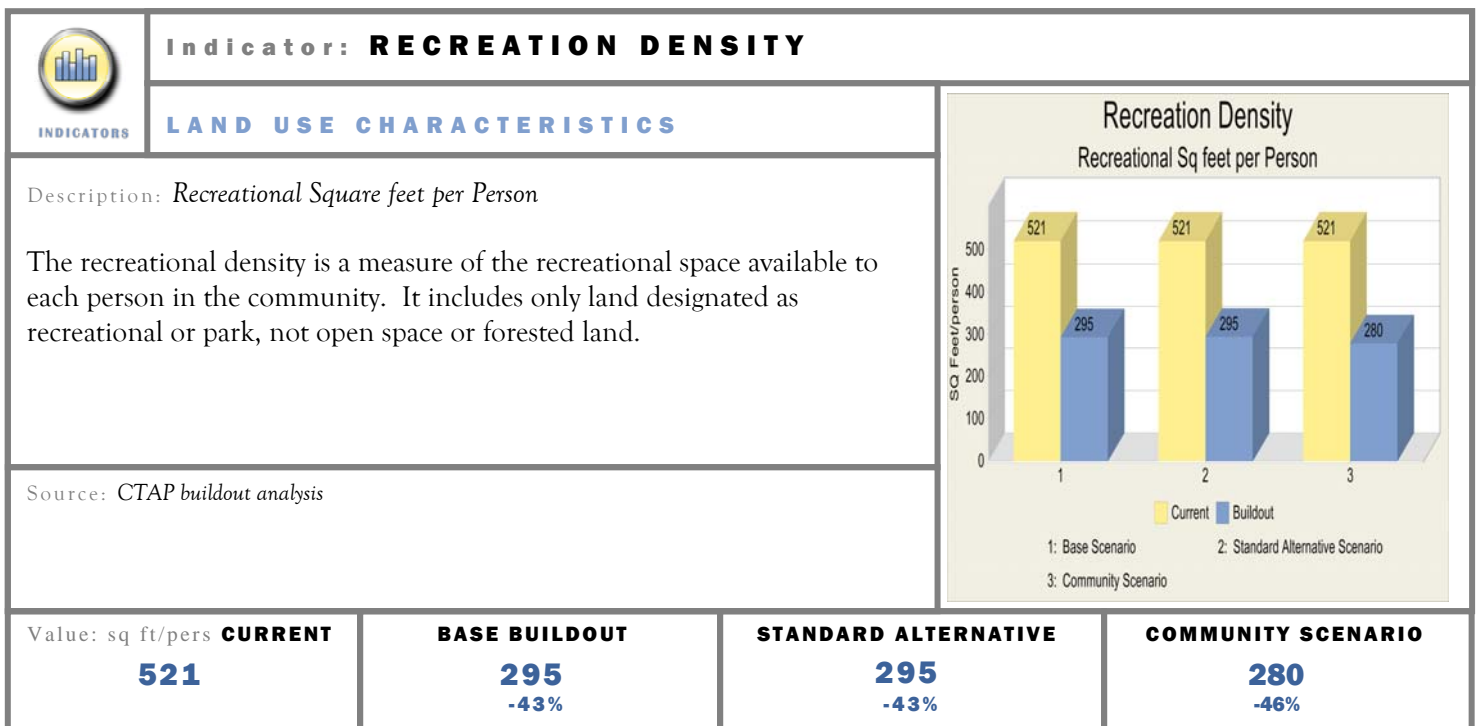 INDICATORS
Indicator: RECREATION DENSITY
LAND USE CHARACTERISTICS
Description: Recreational Square feet per Person
The recreational density is a measure of the recreational space available to
each person in the community. It includes only land designated as
recreational or park, not open space or forested land.
Source: CTAP buildout analysis
Recreation Density
Recreational Sq feet per Person
SQ Feet/person
500
400
300
200
100
0
521
295
521
295
521
280
1
2
3
Current Buildout
1: Base Scenario 2: Standard Alternative Scenario
3: Community Scenario
Value: sq ft/pers CURRENT
521
BASE BUILDOUT
295
-43%
STANDARD ALTERNATIVE
295
-43%
COMMUNITY SCENARIO
280
-46%